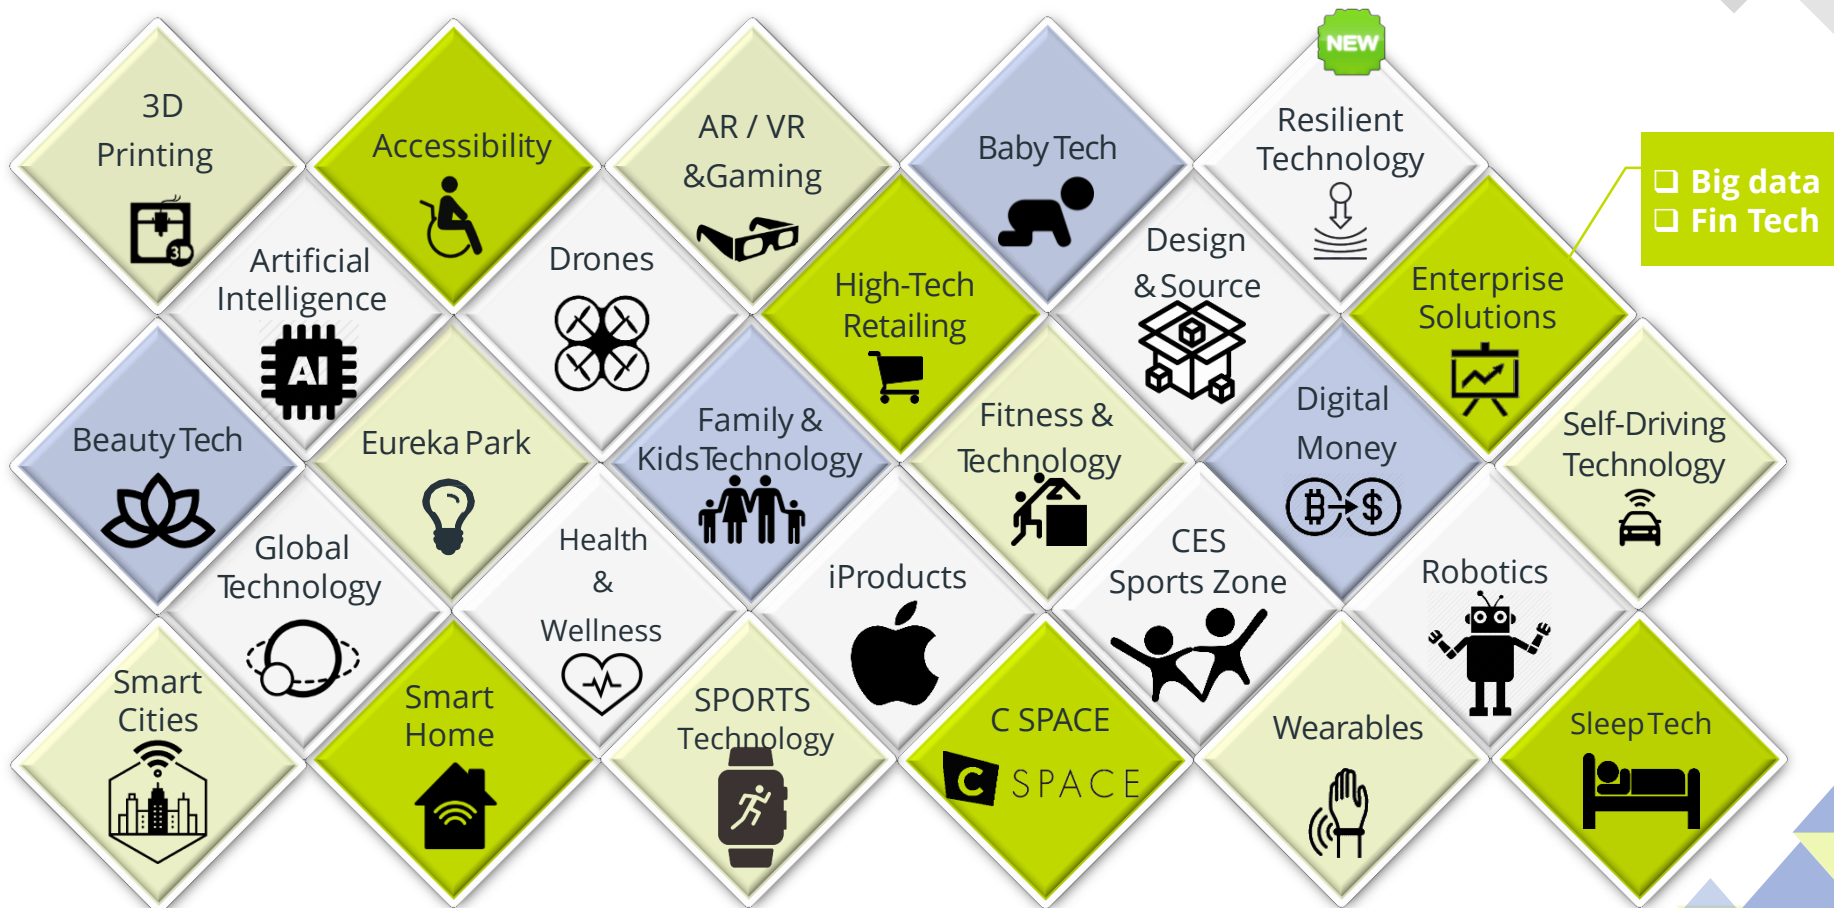 3D
Printing
3D
Accessibility
AR / VR
&Gaming
Baby Tech
NEW
Resilient
Technology
Big data
Fin Tech
Artificial
Intelligence
AI
Drones
High-Tech
Retailing
Design
& Source
Enterprise
Solutions
Beauty Tech
Eureka Park
Family &
KidsTechnology
Fitness &
Technology
Digital
Money
B
$
Self-Driving
Technology
Global
Technology
Health
&
Wellness
iProducts
CES
Sports Zone
Robotics
Smart
Cities
Smart
Home
SPORTS
Technology
C SPACE
C SPACE
Wearables
Sleep Tech